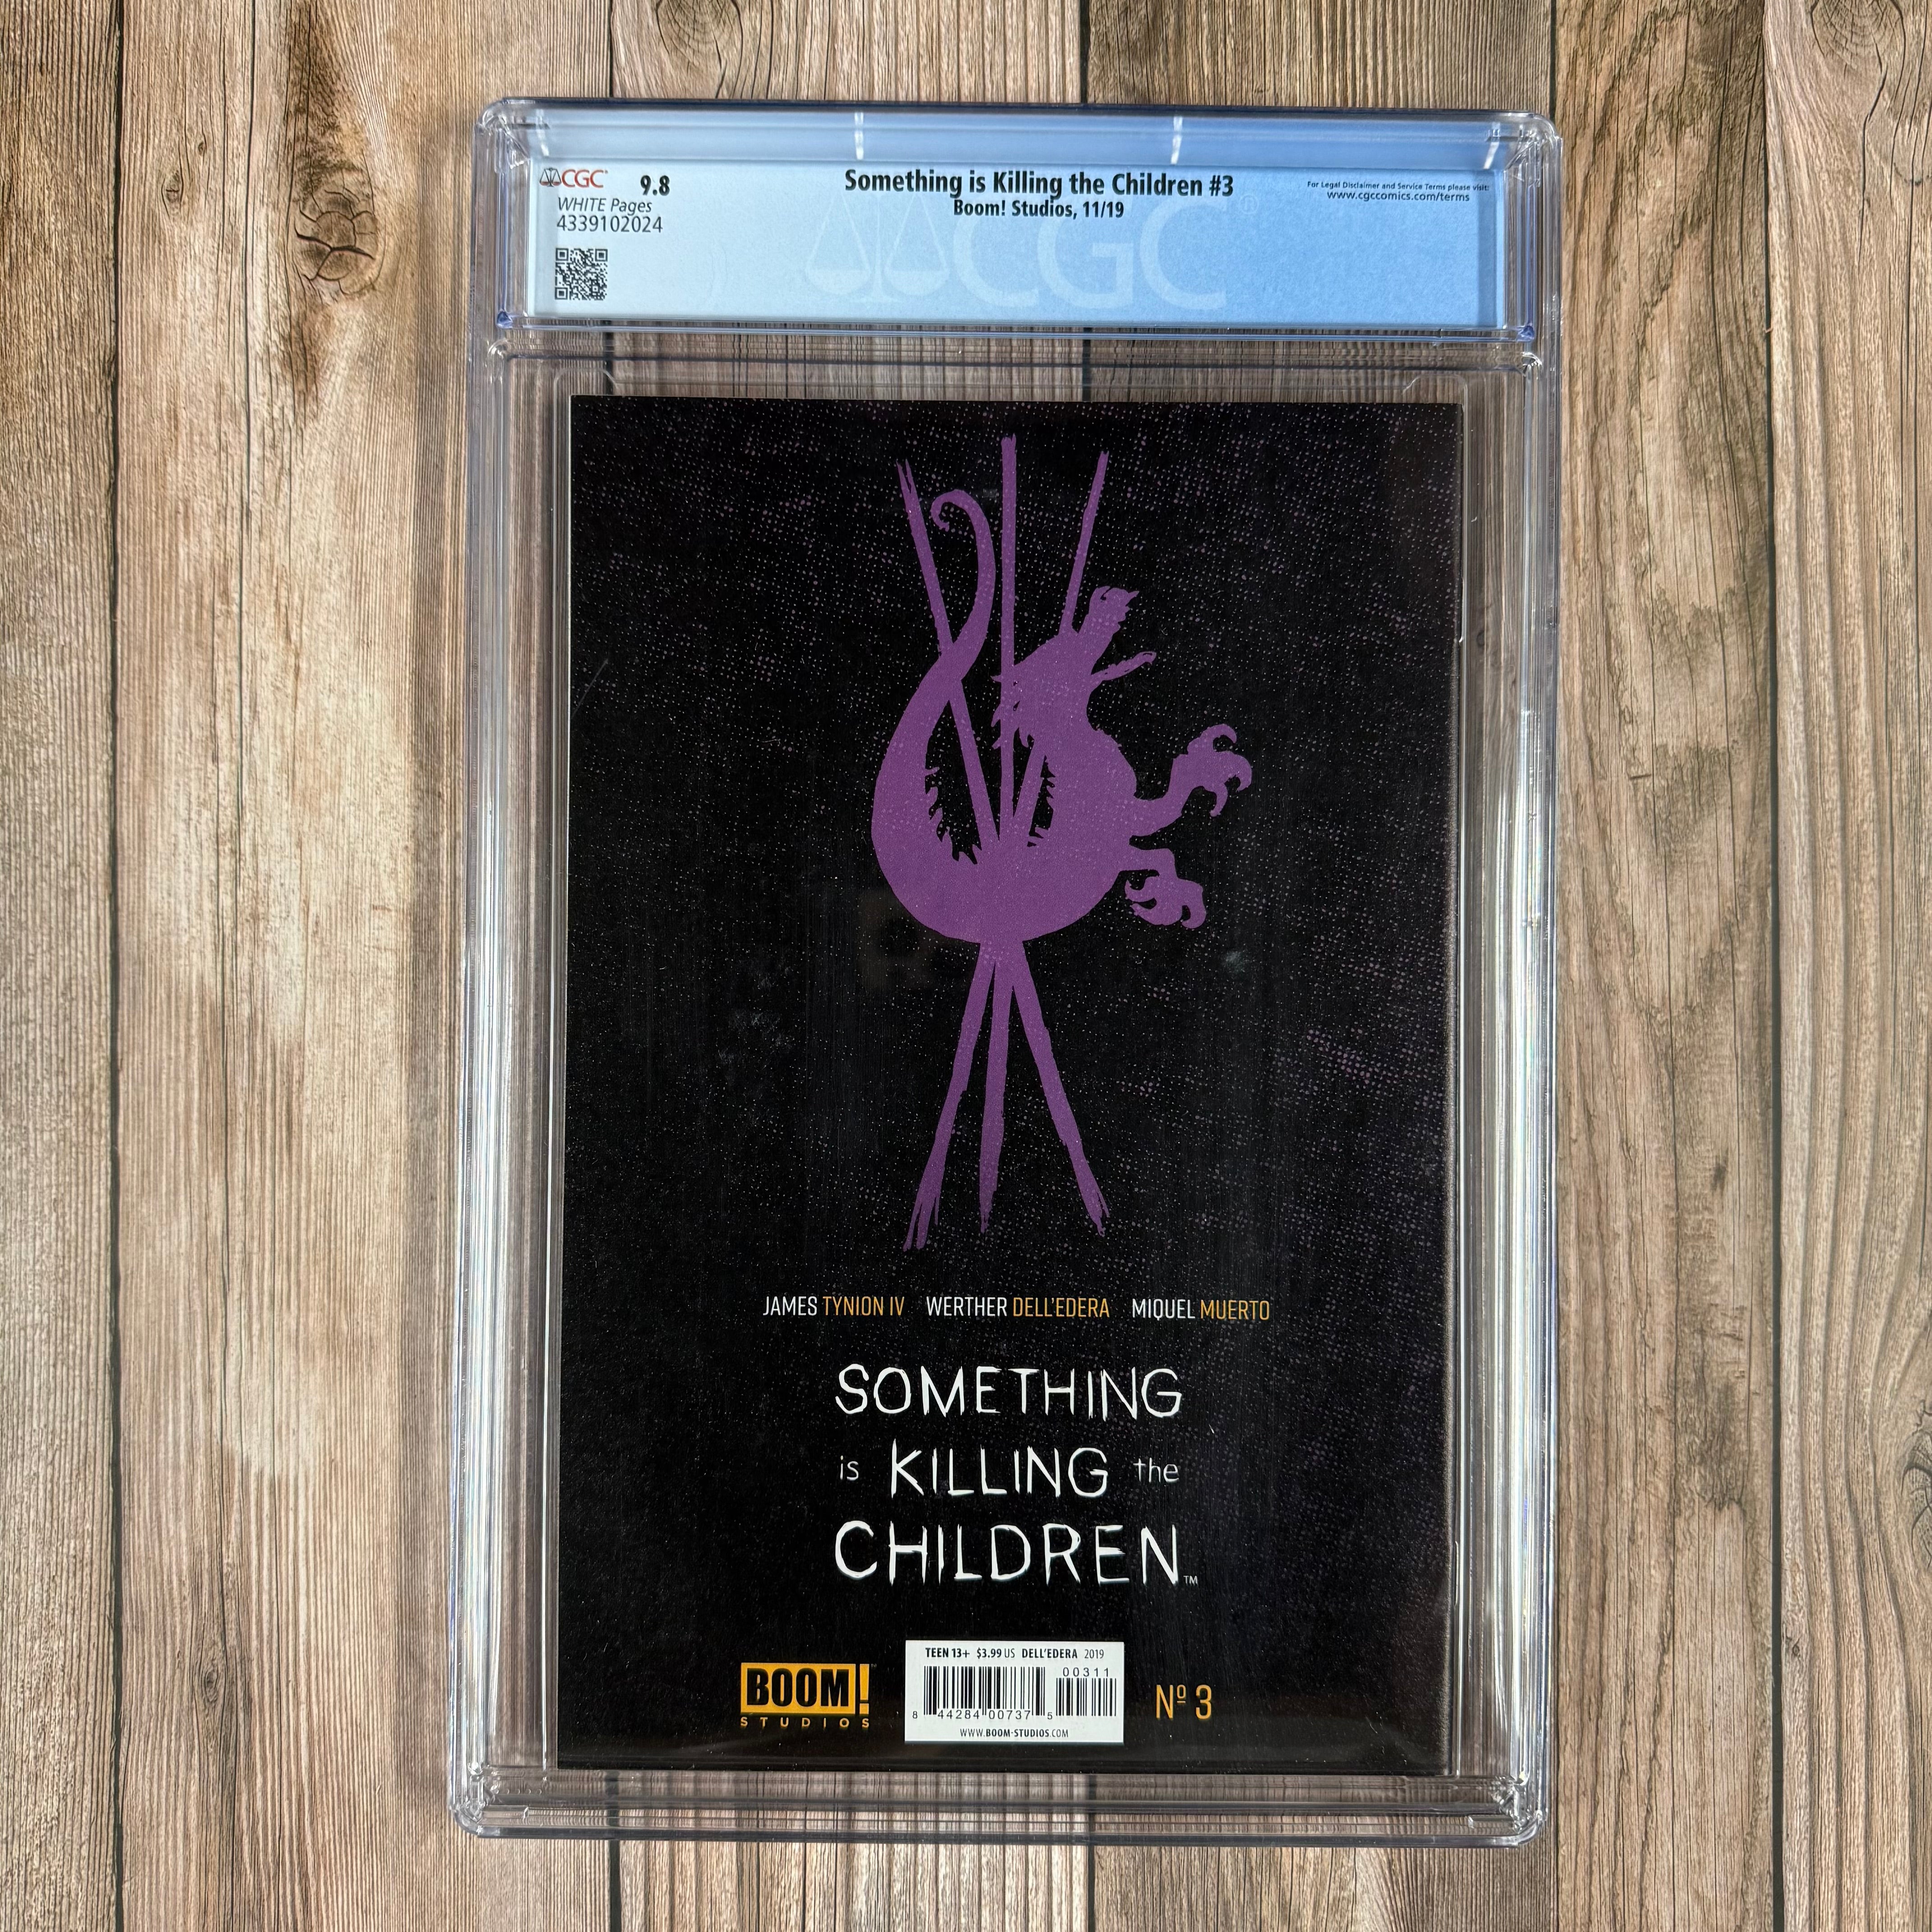 CGC 9.8
WHITE Pages
4339102024
Something is Killing the Children #3
Boom! Studios, 11/19
For Legal Disclaimer and Service Terms please visit:
www.cgccomics.com/terms
CGC
JAMES TYNION IV WERTHER DELL'EDERA MIQUEL MUERTO
SOMETHING
is KILLING the
CHILDREN™
BOOM!™
STUDIOS
TEEN 13+ $3.99 US DELL'EDERA 2019
00311
8 44284 00737 5
WWW.BOOM-STUDIOS.COM
Nº 3